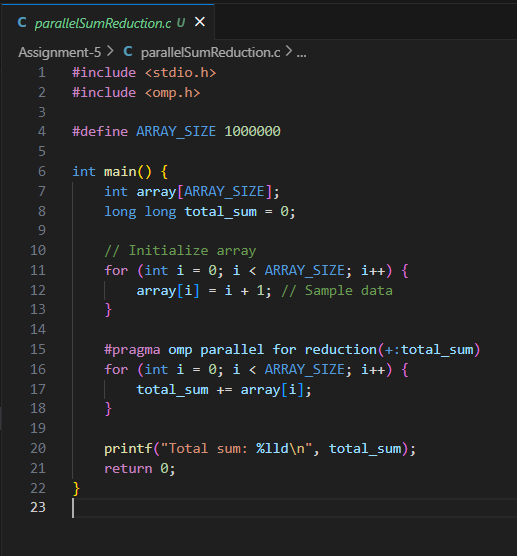 C parallelSumReduction.c U ×
Assignment-5 > C parallelSumReduction.c > ...
1 #include <stdio.h>
2 #include <omp.h>
3
4 #define ARRAY_SIZE 1000000
5
6 int main() {
7     int array[ARRAY_SIZE];
8     long long total_sum = 0;
9
10     // Initialize array
11     for (int i = 0; i < ARRAY_SIZE; i++) {
12         array[i] = i + 1; // Sample data
13     }
14
15     #pragma omp parallel for reduction(+:total_sum)
16     for (int i = 0; i < ARRAY_SIZE; i++) {
17         total_sum += array[i];
18     }
19
20     printf("Total sum: %lld\n", total_sum);
21     return 0;
22 }
23